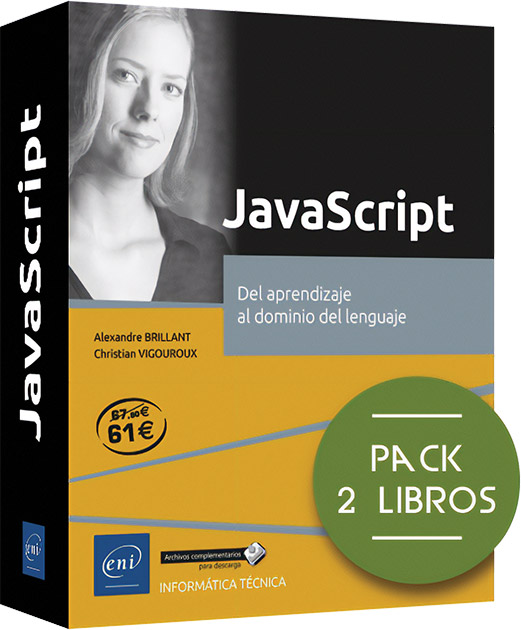 JavaScript
JavaScript
Del aprendizaje
al dominio del lenguaje
Alexandre BRILLANT
Christian VIGOUROUX
67,80€
61€
PACK
2 LIBROS
eni
eni
Archivos complementarios
para descarga
INFORMÁTICA TÉCNICA